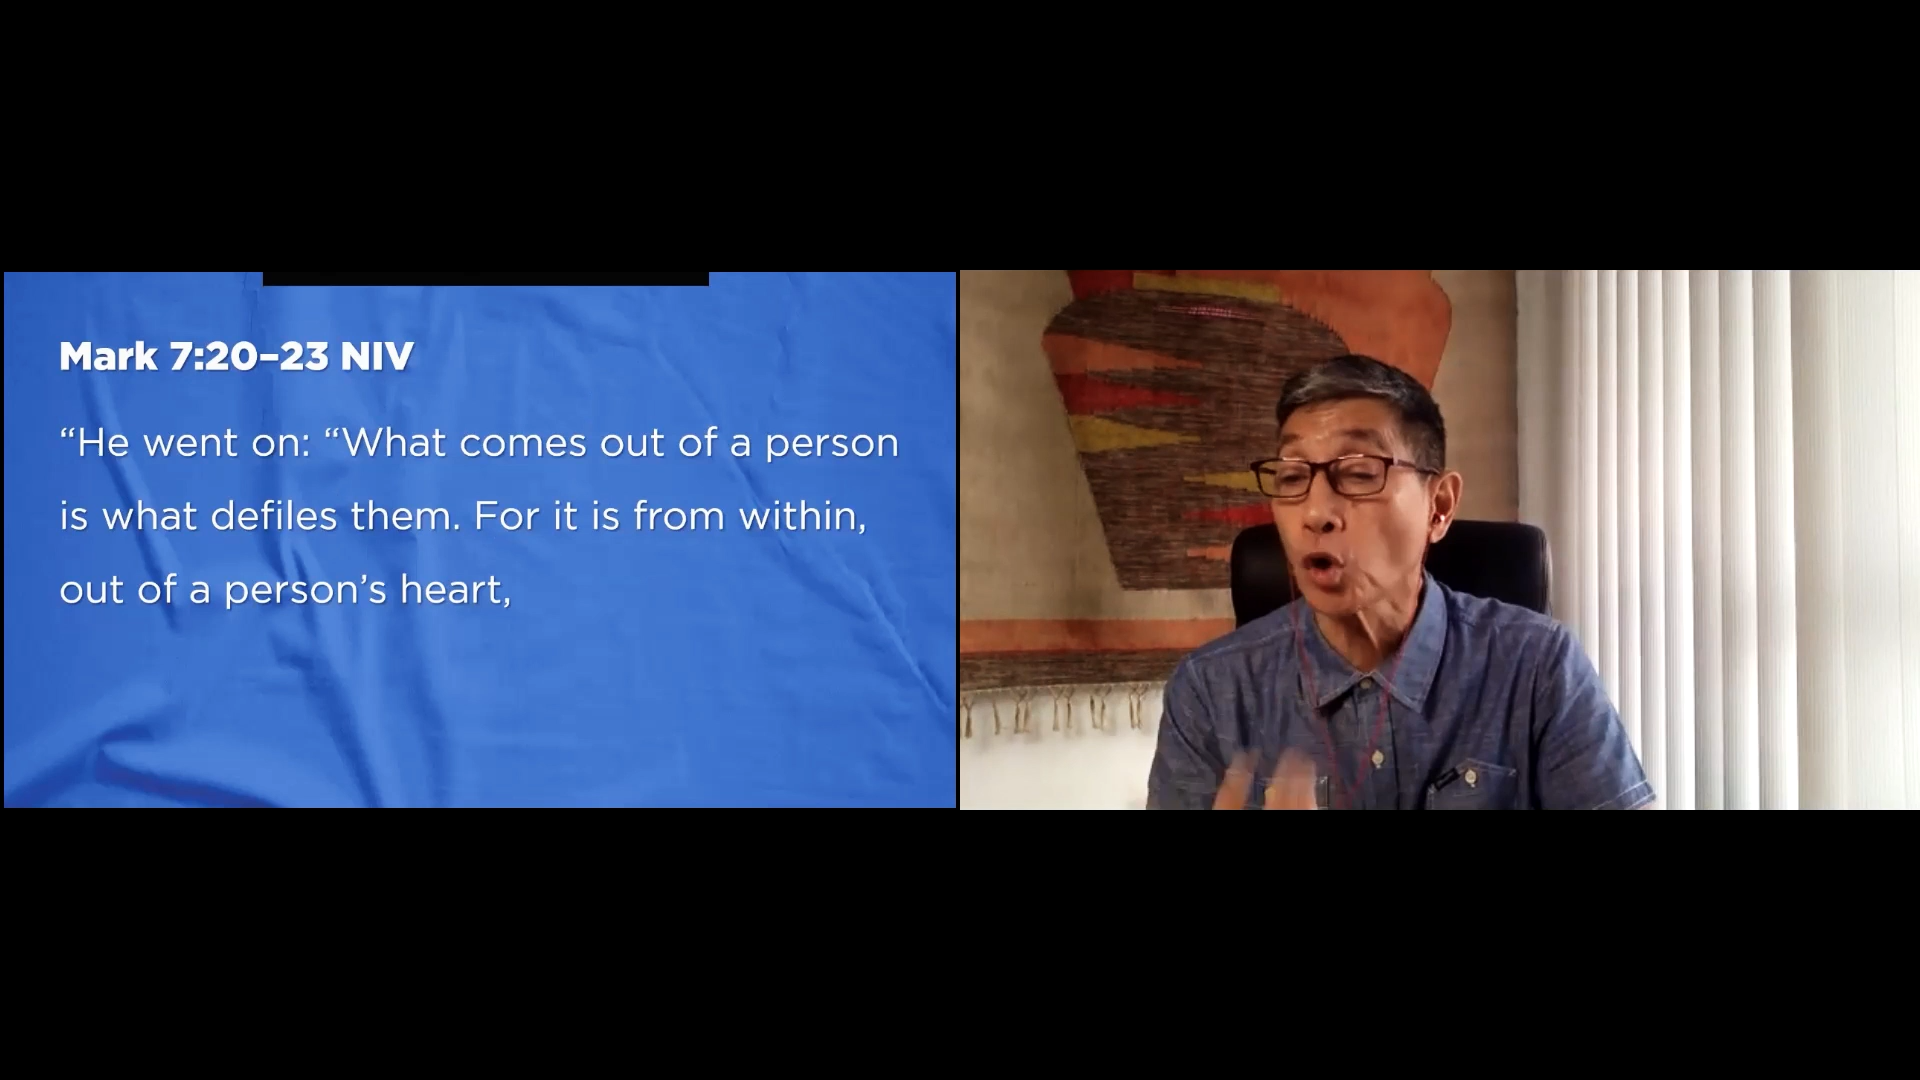 Mark 7:20–23 NIV
“He went on: “What comes out of a person
is what defiles them. For it is from within,
out of a person’s heart,